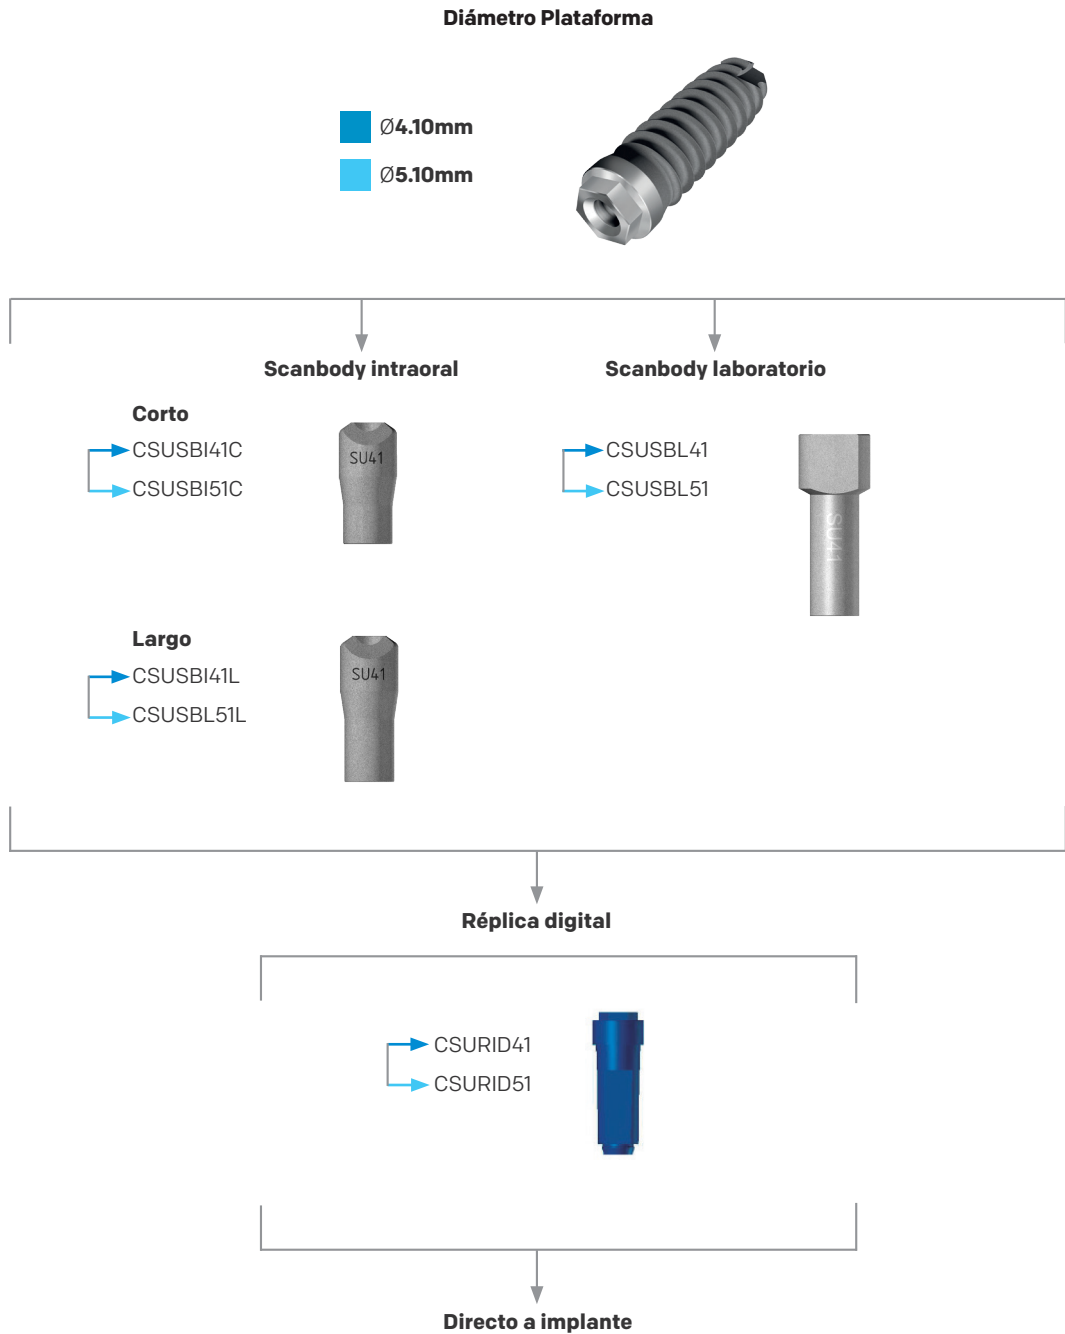 Diámetro Plataforma
Ø4.10mm
Ø5.10mm
Scanbody intraoral
Scanbody laboratorio
Corto
CSUSBI41C
CSUSBI51C
SU41
CSUSBL41
CSUSBL51
SU41
Largo
CSUSBI41L
CSUSBL51L
SU41
Réplica digital
CSURID41
CSURID51
Directo a implante